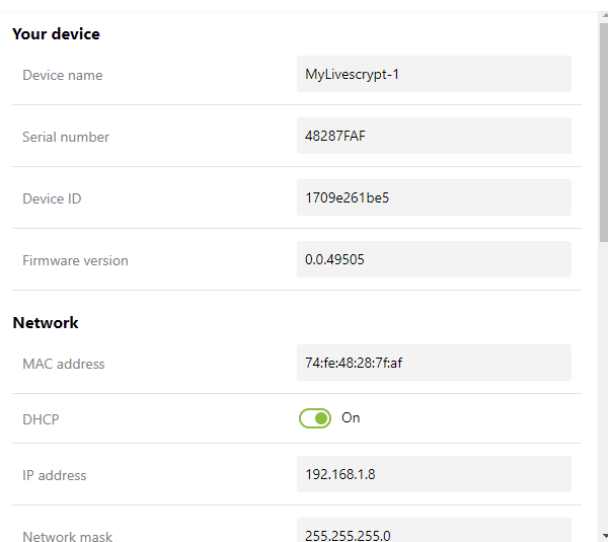 Your device
Device name MyLivescrypt-1
Serial number 48287FAF
Device ID 1709e261be5
Firmware version 0.0.49505
Network
MAC address 74:fe:48:28:7f:af
DHCP On
IP address 192.168.1.8
Network mask 255.255.255.0